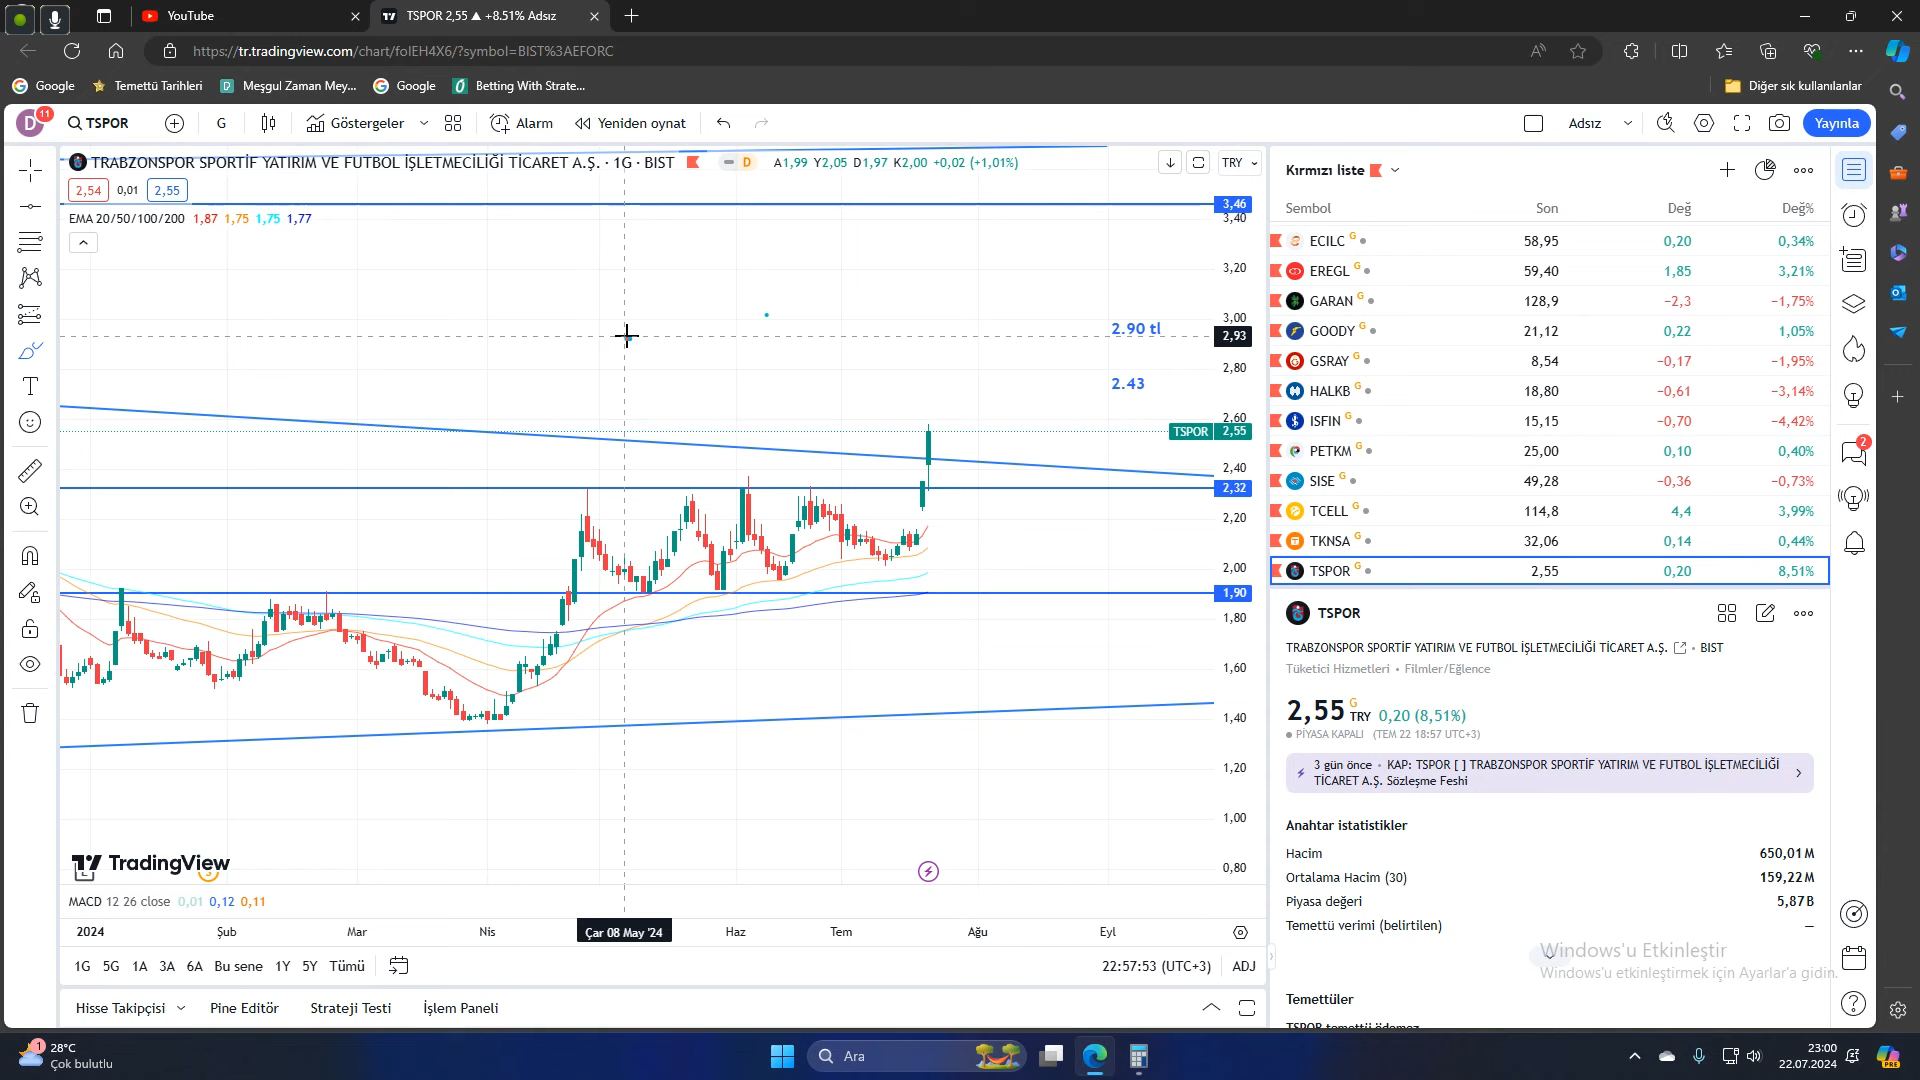 YouTube
TSPOR 2,55 ▲ +8.51% Adsız
https://tr.tradingview.com/chart/folEH4X6/?symbol=BIST%3AEFORC
Google
Temettü Tarihleri
Meşgul Zaman Mey...
Google
Betting With Strate...
Diğer sık kullanılanlar
D 11
TSPOR
G
Göstergeler
Alarm
Yeniden oynat
Adsız
Yayınla
TRABZONSPOR SPORTİF YATIRIM VE FUTBOL İŞLETMECİLİĞİ TİCARET A.Ş. · 1G · BIST D A1,99 Y2,05 D1,97 K2,00 +0,02 (+1,01%)
TRY
2,54 0,01 2,55
EMA 20/50/100/200 1,87 1,75 1,75 1,77
3,46
3,40
3,20
3,00
2.90 tl
2,93
2,80
2.43
2,60
TSPOR 2,55
2,40
2,32
2,20
2,00
1,90
1,80
1,60
1,40
1,20
1,00
0,80
TradingView
MACD 12 26 close 0,01 0,12 0,11
2024 Şub Mar Nis Çar 08 May '24 Haz Tem Ağu Eyl
1G 5G 1A 3A 6A Bu sene 1Y 5Y Tümü
22:57:53 (UTC+3) ADJ
Hisse Takipçisi Pine Editör Strateji Testi İşlem Paneli
Kırmızı liste
Sembol Son Değ Değ%
ECILC G 58,95 0,20 0,34%
EREGL G 59,40 1,85 3,21%
GARAN G 128,9 −2,3 −1,75%
GOODY G 21,12 0,22 1,05%
GSRAY G 8,54 −0,17 −1,95%
HALKB G 18,80 −0,61 −3,14%
ISFIN G 15,15 −0,70 −4,42%
PETKM G 25,00 0,10 0,40%
SISE G 49,28 −0,36 −0,73%
TCELL G 114,8 4,4 3,99%
TKNSA G 32,06 0,14 0,44%
TSPOR G 2,55 0,20 8,51%
2
TSPOR
TRABZONSPOR SPORTİF YATIRIM VE FUTBOL İŞLETMECİLİĞİ TİCARET A.Ş. • BIST
Tüketici Hizmetleri • Filmler/Eğlence
2,55 G TRY 0,20 (8,51%)
PİYASA KAPALI (TEM 22 18:57 UTC+3)
3 gün önce • KAP: TSPOR [ ] TRABZONSPOR SPORTİF YATIRIM VE FUTBOL İŞLETMECİLİĞİ
TİCARET A.Ş. Sözleşme Feshi
Anahtar istatistikler
Hacim 650,01M
Ortalama Hacim (30) 159,22M
Piyasa değeri 5,87B
Temettü verimi (belirtilen) —
Windows'u Etkinleştir
Windows'u etkinleştirmek için Ayarlar'a gidin.
Temettüler
TSPOR temettü ödemez
1
28°C
Çok bulutlu
Ara
23:00
22.07.2024
PRE